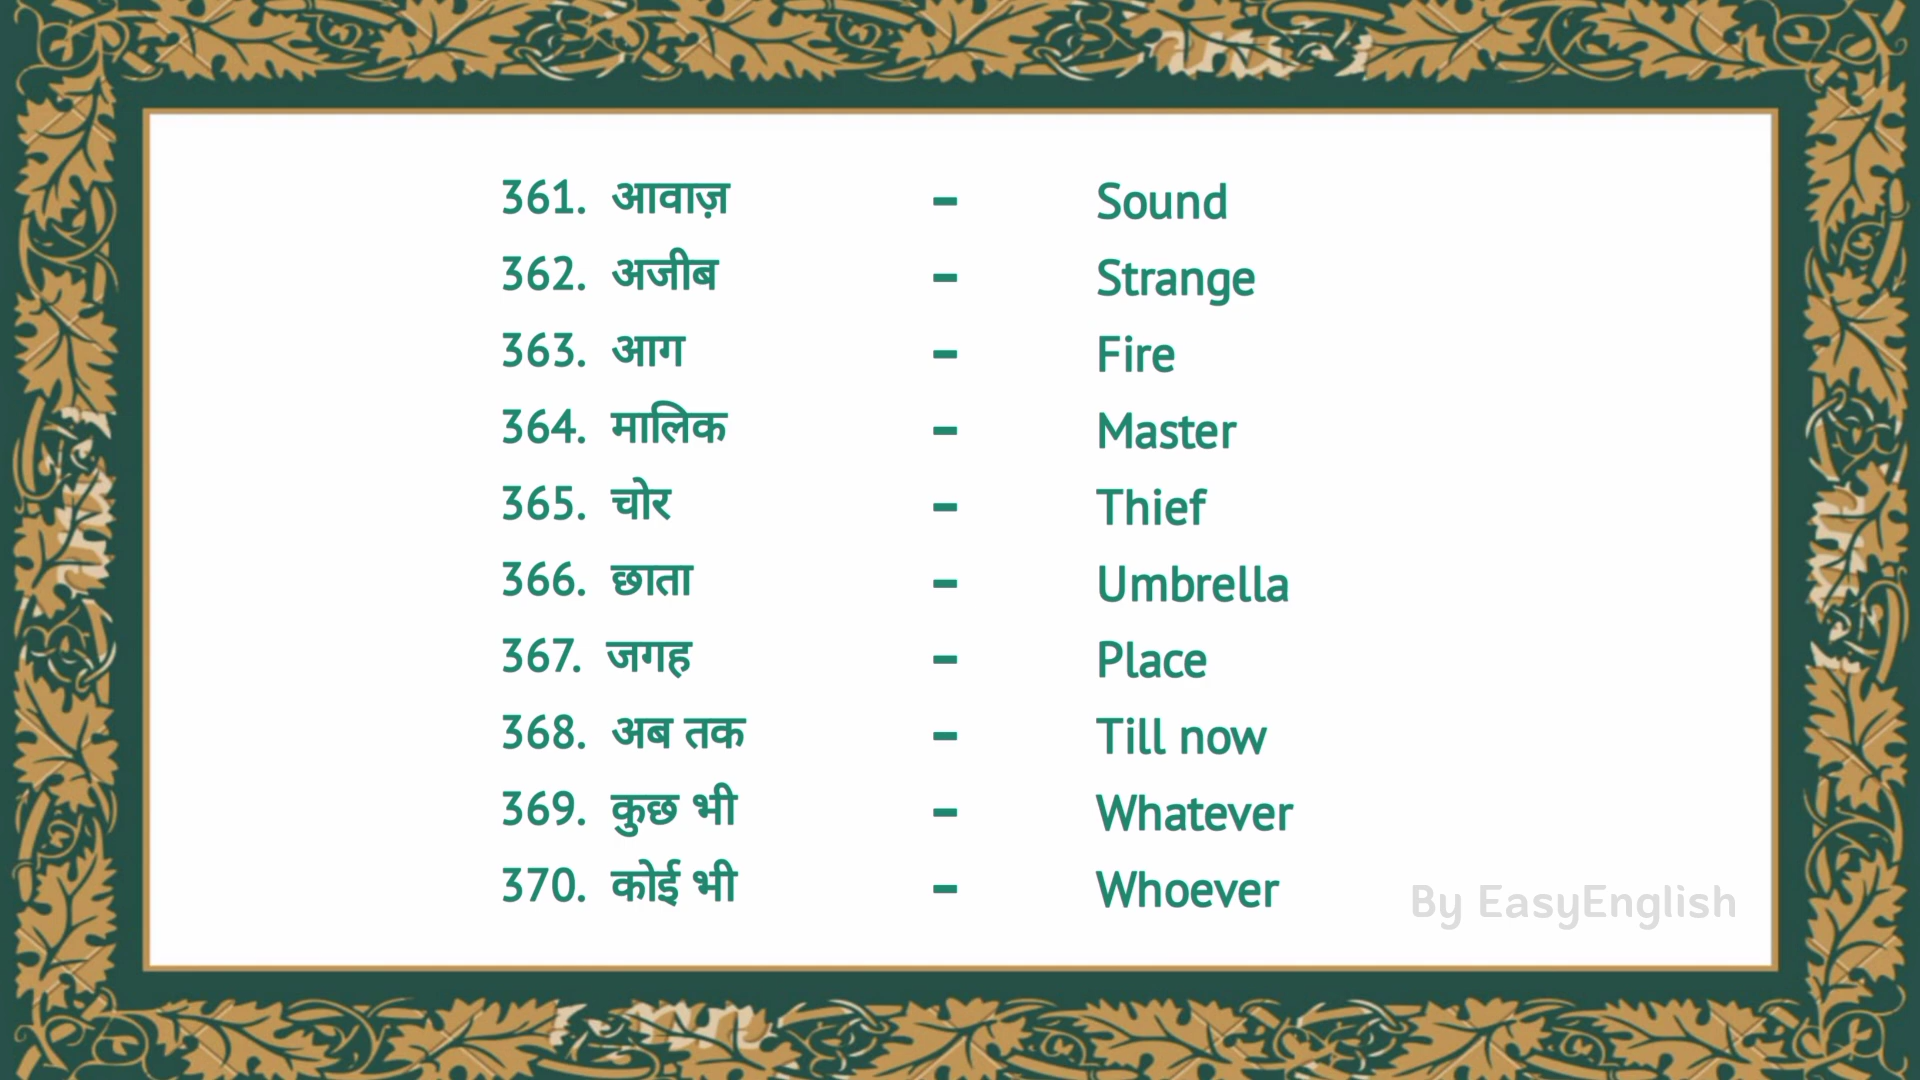 361. आवाज़ - Sound
362. अजीब - Strange
363. आग - Fire
364. मालिक - Master
365. चोर - Thief
366. छाता - Umbrella
367. जगह - Place
368. अब तक - Till now
369. कुछ भी - Whatever
370. कोई भी - Whoever
By EasyEnglish